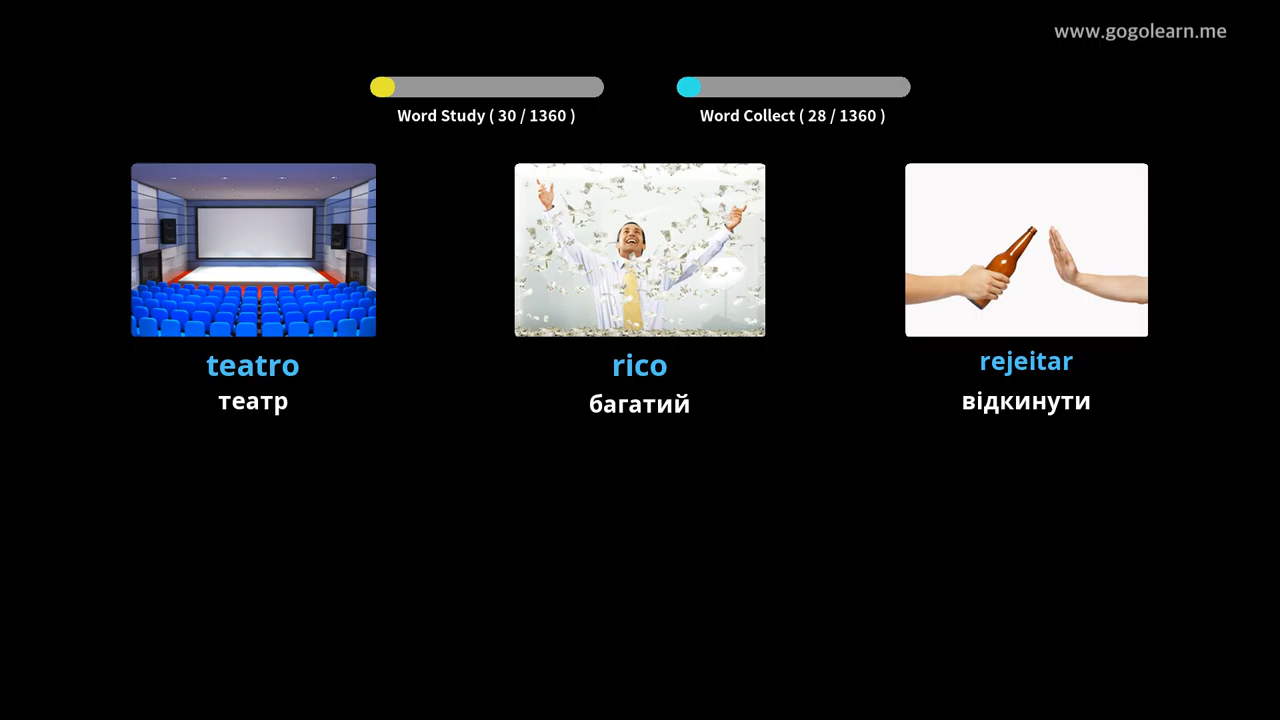 www.gogolearn.me
Word Study ( 30 / 1360 )
Word Collect ( 28 / 1360 )
teatro
театр
rico
багатий
rejeitar
відкинути